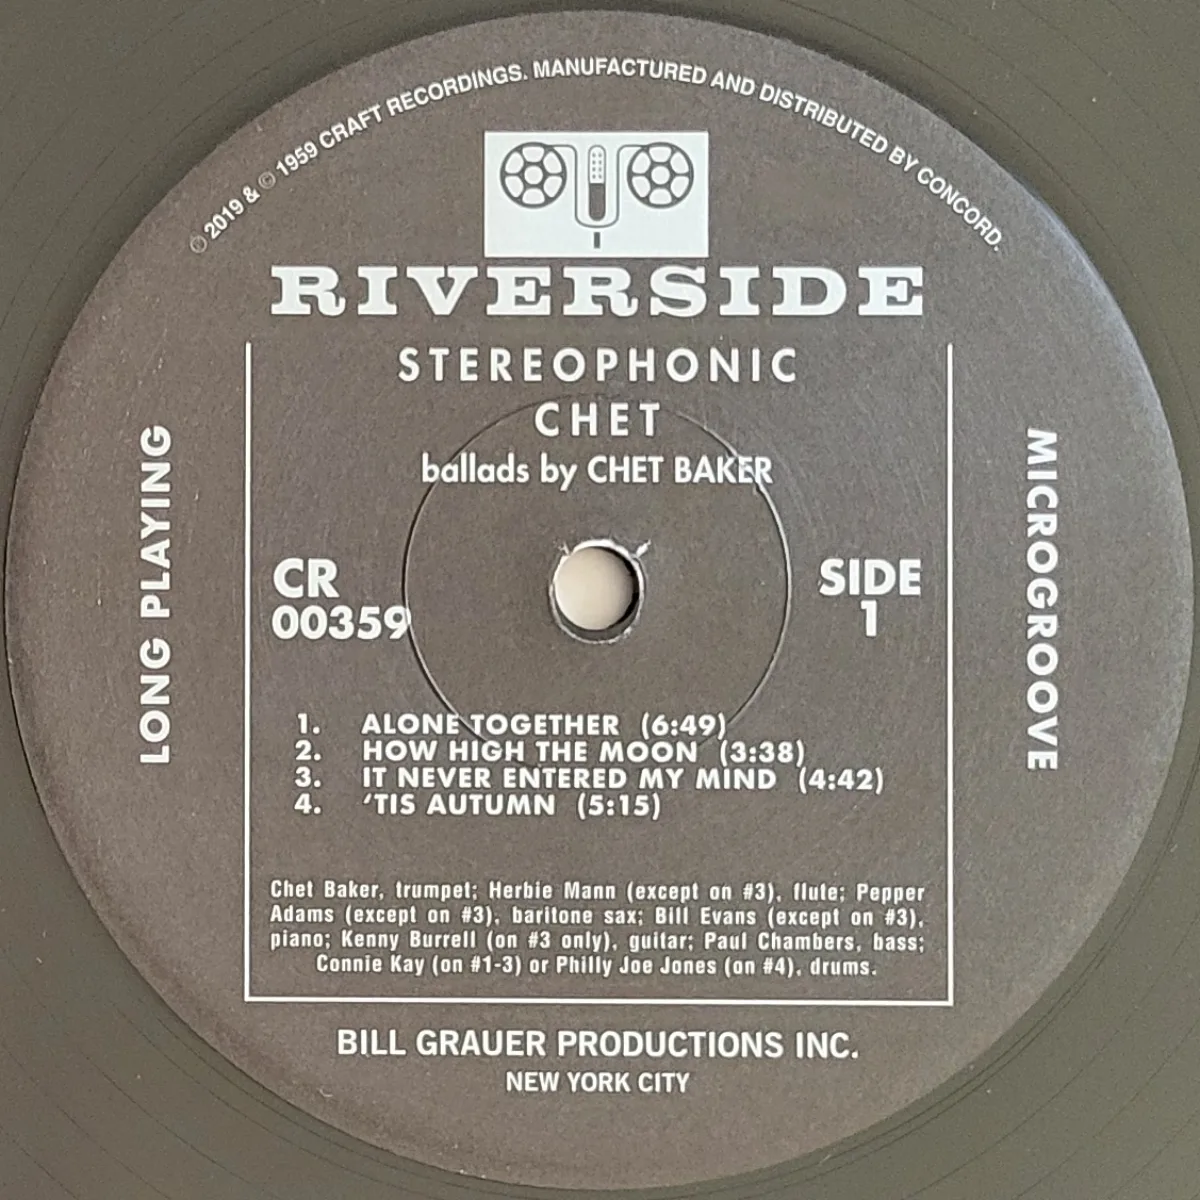 © 2019 & © 1959 CRAFT RECORDINGS. MANUFACTURED AND DISTRIBUTED BY CONCORD.
RIVERSIDE
STEREOPHONIC
CHET
ballads by CHET BAKER
LONG PLAYING
MICROGROOVE
CR
00359
SIDE
1
1. ALONE TOGETHER (6:49)
2. HOW HIGH THE MOON (3:38)
3. IT NEVER ENTERED MY MIND (4:42)
4. ‘TIS AUTUMN (5:15)
Chet Baker, trumpet; Herbie Mann (except on #3), flute; Pepper
Adams (except on #3), baritone sax; Bill Evans (except on #3),
piano; Kenny Burrell (on #3 only), guitar; Paul Chambers, bass;
Connie Kay (on #1-3) or Philly Joe Jones (on #4), drums.
BILL GRAUER PRODUCTIONS INC.
NEW YORK CITY